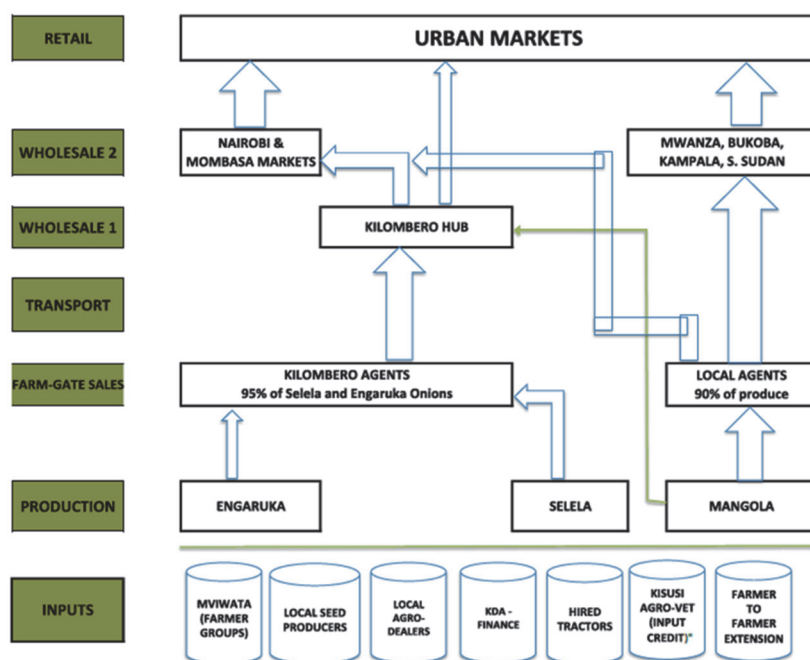 RETAIL
URBAN MARKETS
WHOLESALE 2
NAIROBI &
MOMBASA MARKETS
MWANZA, BUKOBA,
KAMPALA, S. SUDAN
WHOLESALE 1
KILOMBERO HUB
TRANSPORT
FARM-GATE SALES
KILOMBERO AGENTS
95% of Selela and Engaruka Onions
LOCAL AGENTS
90% of produce
PRODUCTION
ENGARUKA
SELELA
MANGOLA
INPUTS
MVIWATA
(FARMER
GROUPS)
LOCAL SEED
PRODUCERS
LOCAL
AGRO-
DEALERS
KDA -
FINANCE
HIRED
TRACTORS
KISUSI
AGRO-VET
(INPUT
CREDIT)*
FARMER
TO
FARMER
EXTENSION